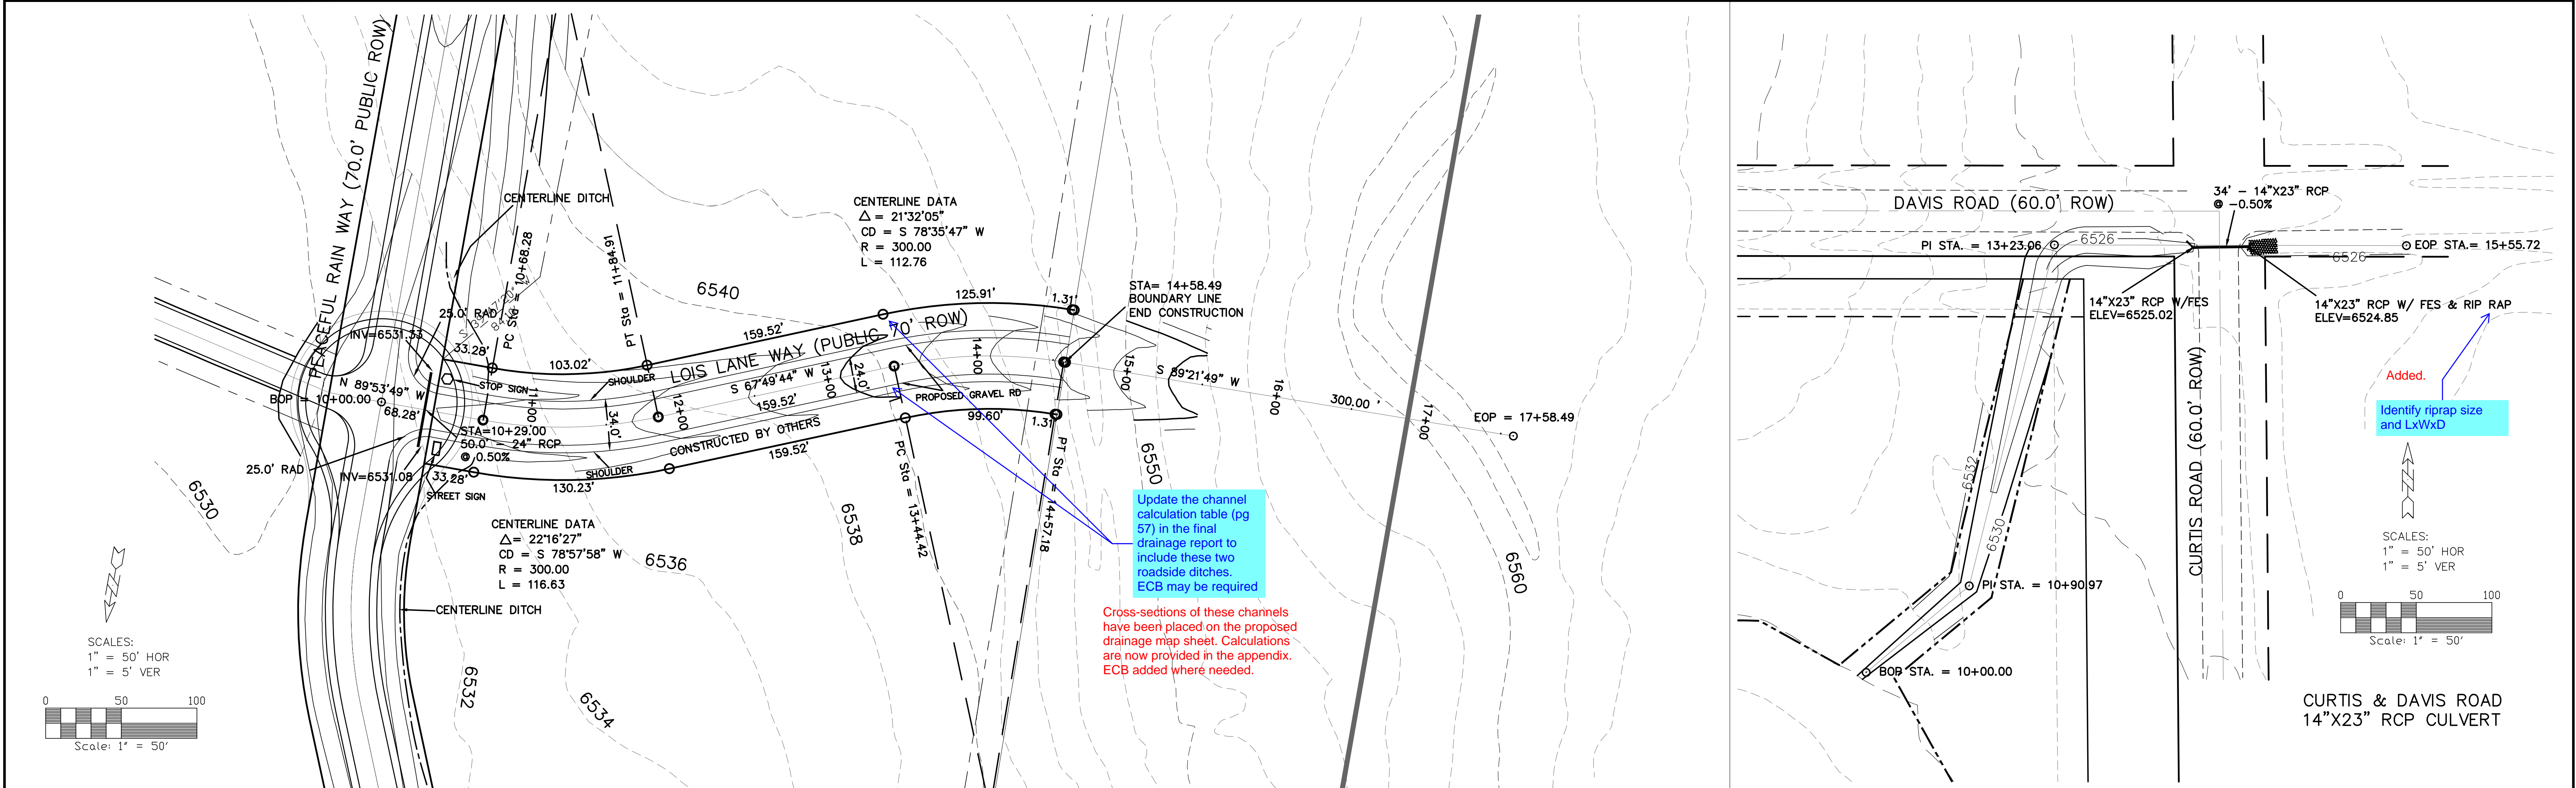 PEACEFUL RAIN WAY (70.0' PUBLIC ROW)
CENTERLINE DITCH
PC Sta = 10+68.28
PT Sta = 11+84.91
25.0' RAD
INV=6531.33
33.28'
103.02'
STOP SIGN
N 89°53'49" W
BOP = 10+00.00
68.28'
11+00
STA=10+29.00
50.0' - 24" RCP
@ 0.50%
25.0' RAD
INV=6531.08
33.28'
STREET SIGN
130.23'
SHOULDER
SHOULDER
34.0'
12+00
CONSTRUCTED BY OTHERS
159.52'
159.52'
159.52'
LOIS LANE WAY (PUBLIC 70' ROW)
S 67°49'44" W
13+00
24.0'
PROPOSED GRAVEL RD
14+00
99.60'
1.31'
125.91'
1.31'
CENTERLINE DATA
Δ = 21°32'05"
CD = S 78°35'47" W
R = 300.00
L = 112.76
STA= 14+58.49
BOUNDARY LINE
END CONSTRUCTION
15+00
S 89°21'49" W
16+00
300.00 '
17+00
EOP = 17+58.49
PC Sta = 13+44.42
PT Sta = 14+57.18
6530
6532
6534
6536
6538
6540
6550
6560
CENTERLINE DATA
Δ= 22°16'27"
CD = S 78°57'58" W
R = 300.00
L = 116.63
CENTERLINE DITCH
SCALES:
1" = 50' HOR
1" = 5' VER
0 50 100
Scale: 1" = 50'
Update the channel
calculation table (pg
57) in the final
drainage report to
include these two
roadside ditches.
ECB may be required
Cross-sections of these channels
have been placed on the proposed
drainage map sheet. Calculations
are now provided in the appendix.
ECB added where needed.
DAVIS ROAD (60.0' ROW)
34' - 14"X23" RCP
@ -0.50%
PI STA. = 13+23.06
6526
EOP STA.= 15+55.72
6526
14"X23" RCP W/FES
ELEV=6525.02
14"X23" RCP W/ FES & RIP RAP
ELEV=6524.85
Added.
Identify riprap size
and LxWxD
CURTIS ROAD (60.0' ROW)
6532
6530
PI STA. = 10+90.97
BOP STA. = 10+00.00
SCALES:
1" = 50' HOR
1" = 5' VER
0 50 100
Scale: 1" = 50'
CURTIS & DAVIS ROAD
14"X23" RCP CULVERT